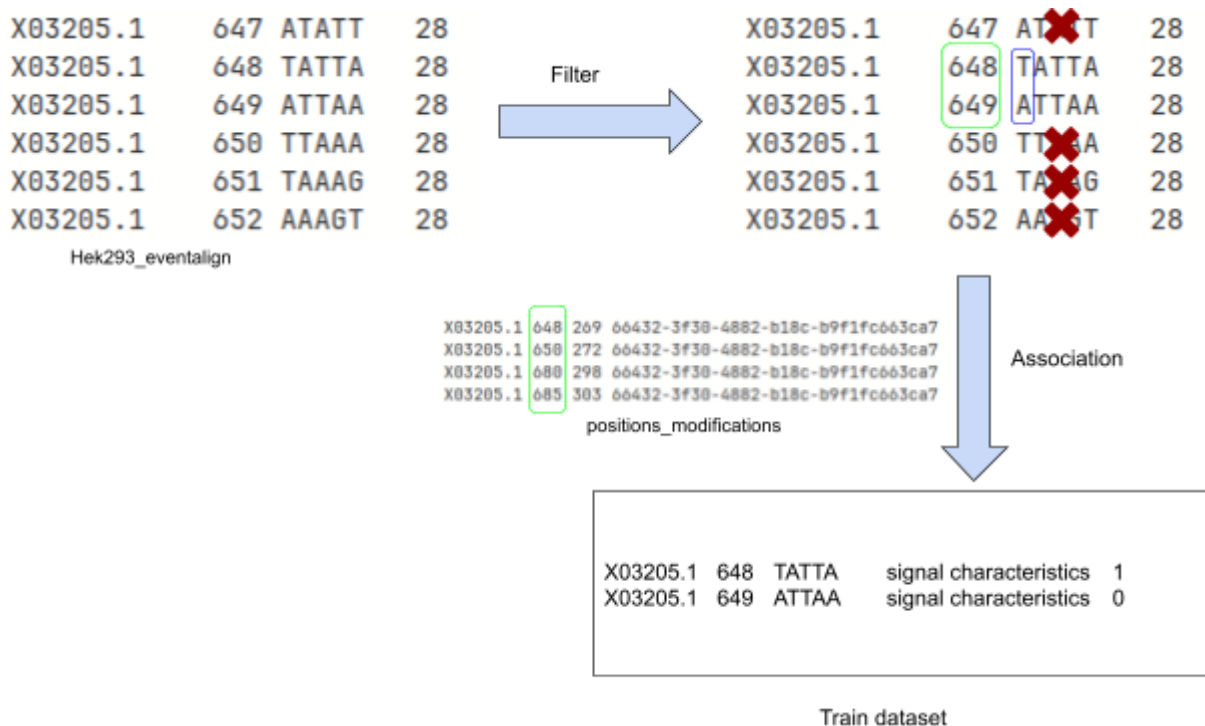 X03205.1 647 ATATT 28
X03205.1 648 TATTA 28
X03205.1 649 ATTAA 28
X03205.1 650 TTAAA 28
X03205.1 651 TAAAG 28
X03205.1 652 AAAGT 28
Hek293_eventalign
Filter
X03205.1 647 AT T 28
X03205.1 648 TATTA 28
X03205.1 649 ATTAA 28
X03205.1 650 TT A 28
X03205.1 651 TA G 28
X03205.1 652 AA T 28
X03205.1 648 269 66432-3f30-4882-b18c-b9f1fc663ca7
X03205.1 650 272 66432-3f30-4882-b18c-b9f1fc663ca7
X03205.1 680 298 66432-3f30-4882-b18c-b9f1fc663ca7
X03205.1 685 303 66432-3f30-4882-b18c-b9f1fc663ca7
positions_modifications
Association
X03205.1 648 TATTA signal characteristics 1
X03205.1 649 ATTAA signal characteristics 0
Train dataset